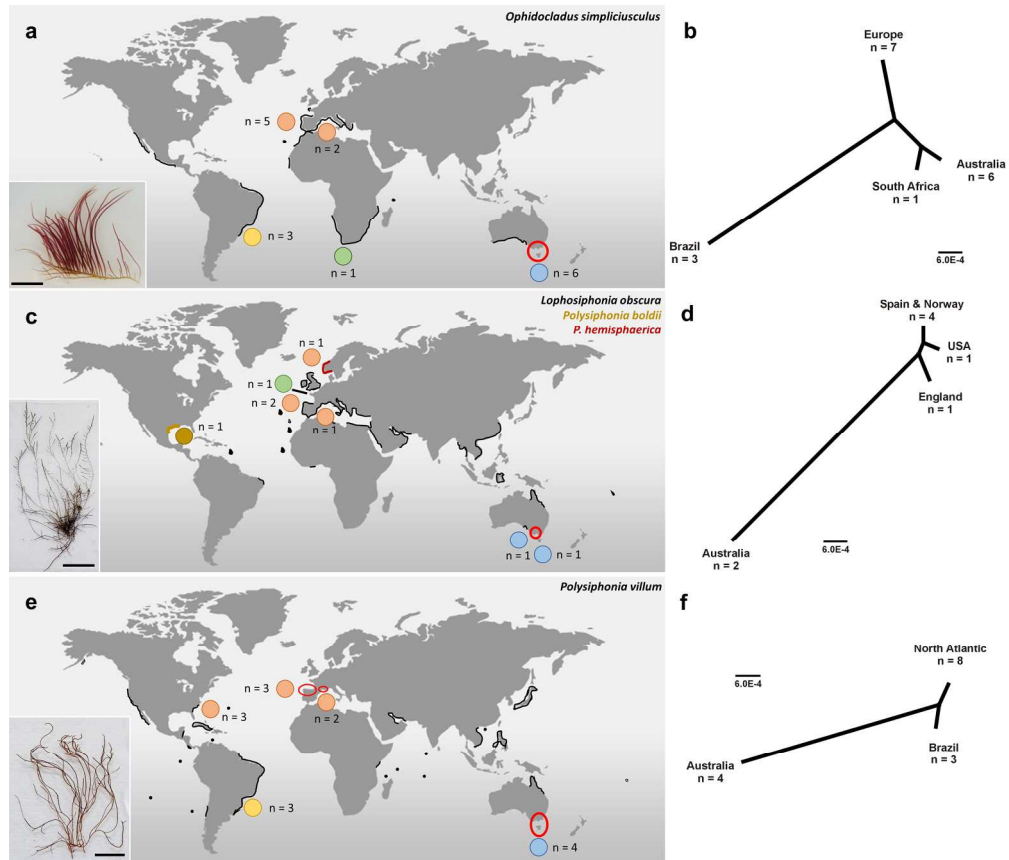 a
Ophidocladus simpliciusculus
n = 5
n = 2
n = 3
n = 1
n = 6
b
Europe
n = 7
Australia
n = 6
South Africa
n = 1
Brazil
n = 3
6.0E-4
c
Lophosiphonia obscura
Polysiphonia boldii
P. hemisphaerica
n = 1
n = 1
n = 2
n = 1
n = 1
n = 1
n = 1
d
Spain & Norway
n = 4
USA
n = 1
England
n = 1
Australia
n = 2
6.0E-4
e
Polysiphonia villum
n = 3
n = 3
n = 2
n = 3
n = 4
f
North Atlantic
n = 8
6.0E-4
Brazil
n = 3
Australia
n = 4